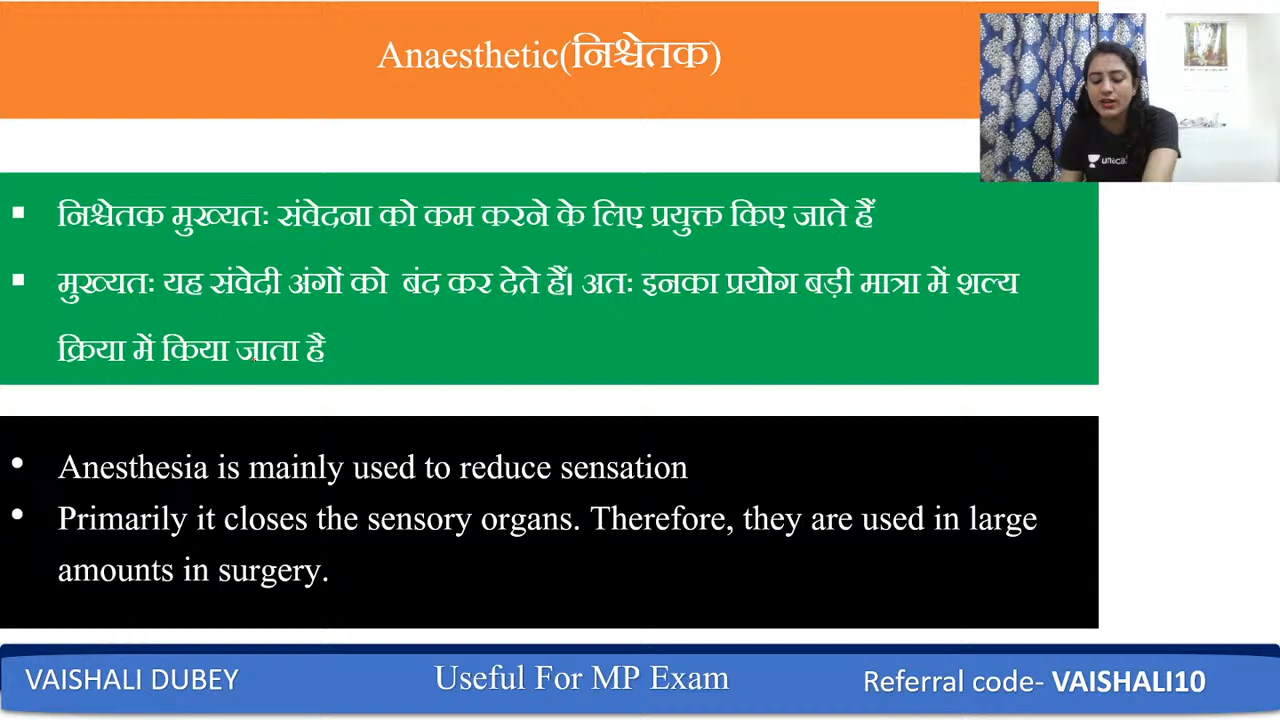 Anaesthetic(निश्चेतक)
निश्चेतक मुख्यतः संवेदना को कम करने के लिए प्रयुक्त किए जाते हैं
मुख्यतः यह संवेदी अंगों को बंद कर देते हैं। अतः इनका प्रयोग बड़ी मात्रा में शल्य
क्रिया में किया जाता है
Anesthesia is mainly used to reduce sensation
Primarily it closes the sensory organs. Therefore, they are used in large
amounts in surgery.
VAISHALI DUBEY
Useful For MP Exam
Referral code- VAISHALI10